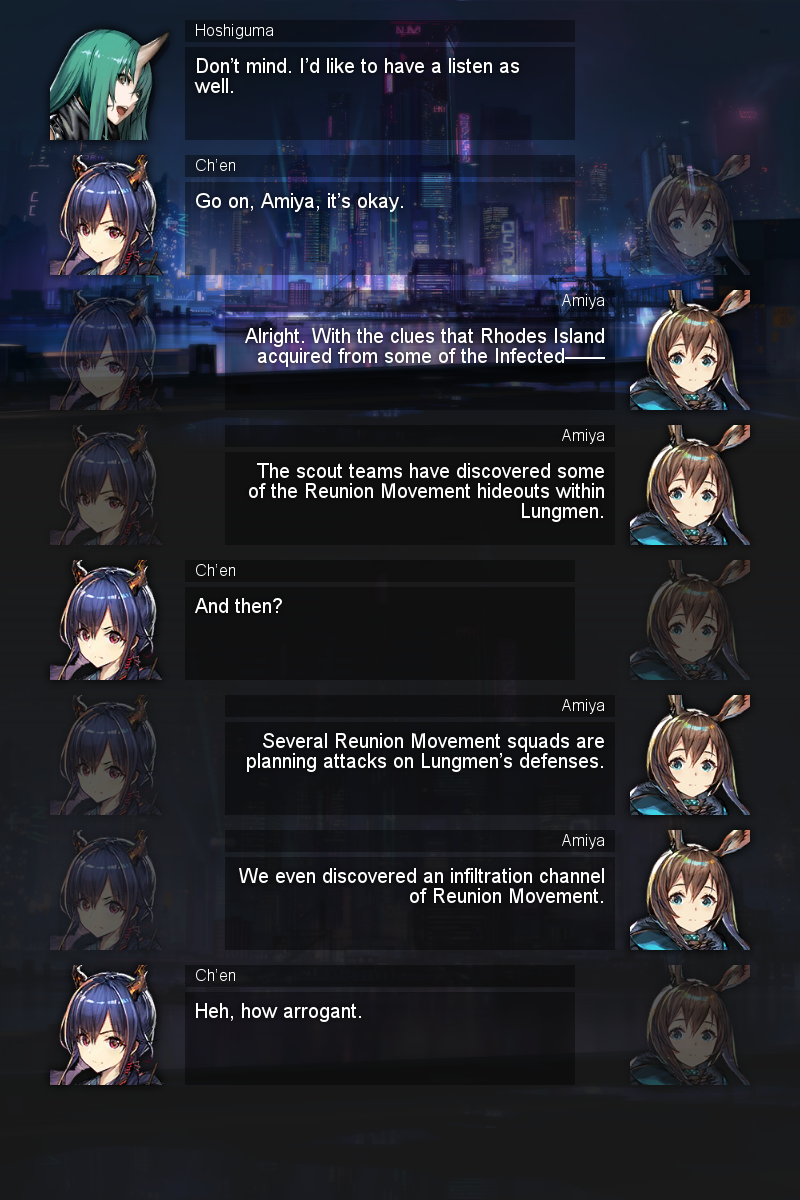 Hoshiguma
Don't mind. I'd like to have a listen as
well.
Ch'en
Go on, Amiya, it's okay.
Amiya
Alright. With the clues that Rhodes Island
acquired from some of the Infected——
Amiya
The scout teams have discovered some
of the Reunion Movement hideouts within
Lungmen.
Ch'en
And then?
Amiya
Several Reunion Movement squads are
planning attacks on Lungmen's defenses.
Amiya
We even discovered an infiltration channel
of Reunion Movement.
Ch'en
Heh, how arrogant.